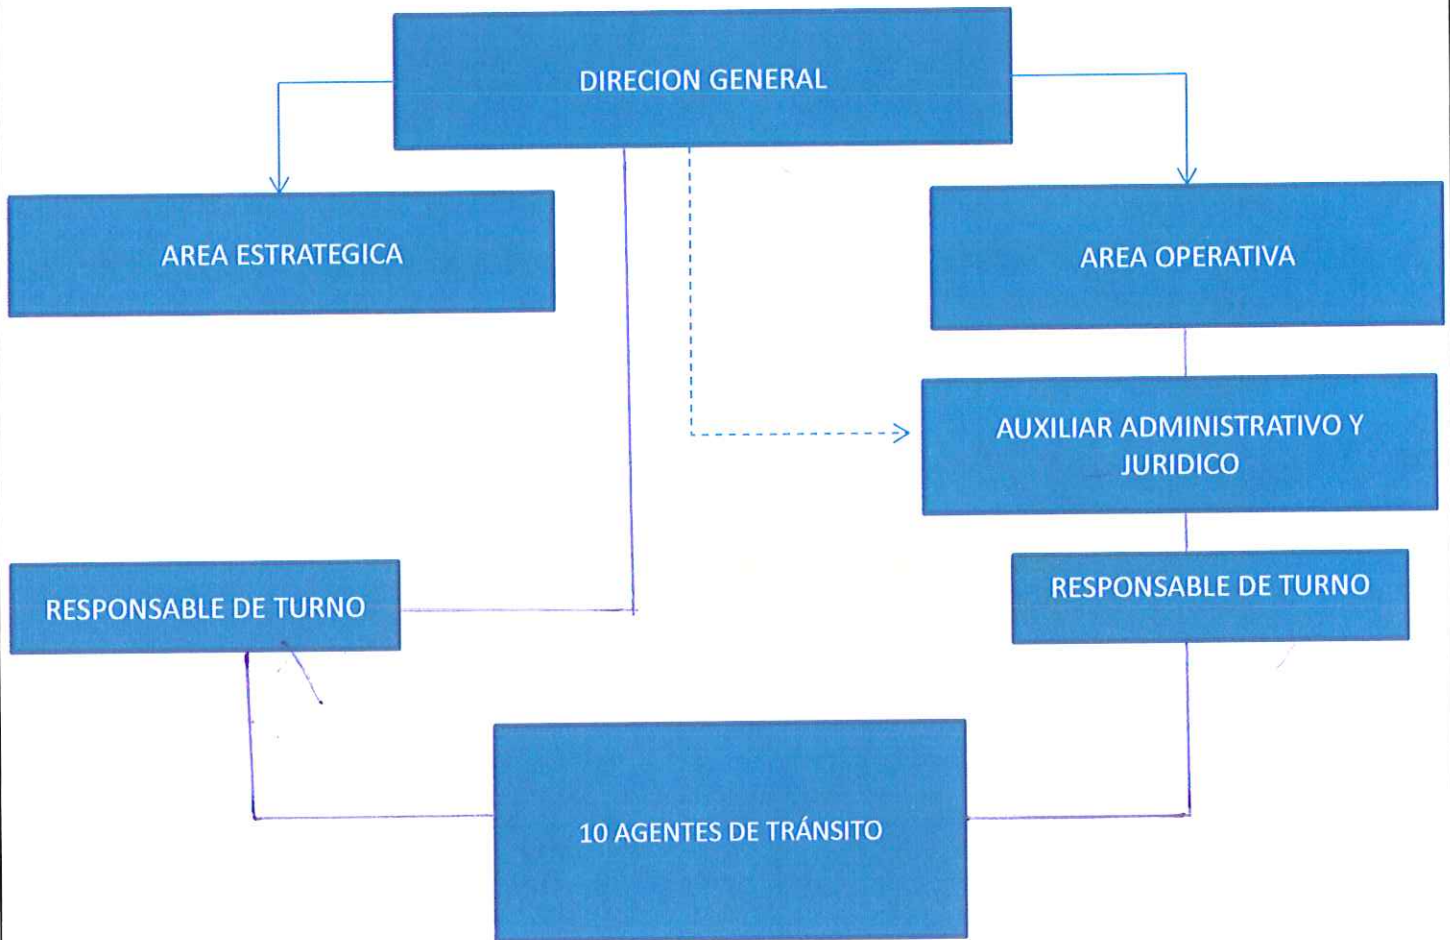 DIRECION GENERAL
AREA ESTRATEGICA
AREA OPERATIVA
AUXILIAR ADMINISTRATIVO Y
JURIDICO
RESPONSABLE DE TURNO
RESPONSABLE DE TURNO
10 AGENTES DE TRÁNSITO